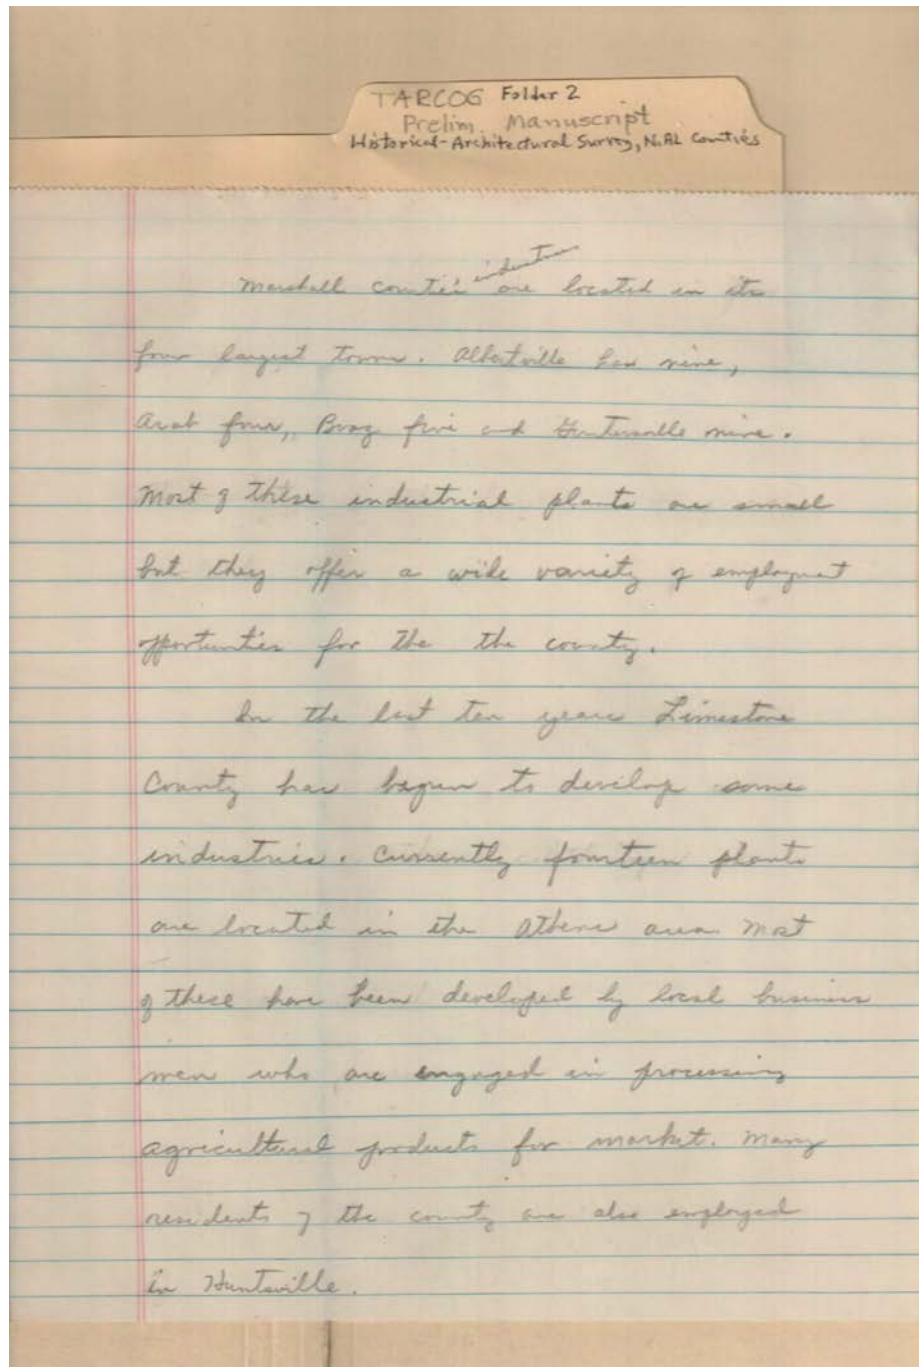 TARCOG Folder 2
Prelim. Manuscript
Historical-Architectural Survey, N. AL Counties
industries
Marshall counties are located in its
four largest towns. Albertville has nine,
Arab four, Boaz five and Guntersville nine.
Most of these industrial plants are small
but they offer a wide variety of employment
opportunties for the the county.
In the last ten years Limestone
County has begun to develop some
industries. Currently fourteen plants
are located in the Athens area. Most
of these have been developed by local business
men who are engaged in processing
agricultural products for market. Many
residents of the county are also employed
in Huntsville.